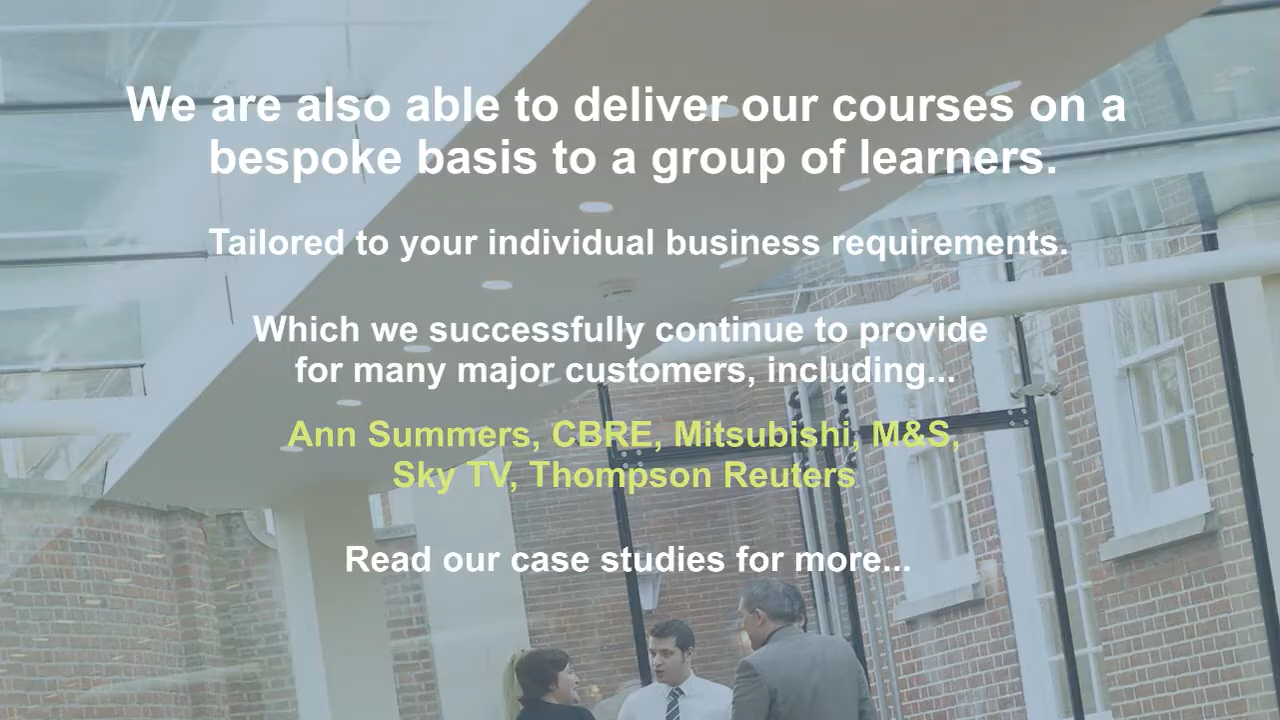 We are also able to deliver our courses on a
bespoke basis to a group of learners.
Tailored to your individual business requirements.
Which we successfully continue to provide
for many major customers, including...
Ann Summers, CBRE, Mitsubishi, M&S,
Sky TV, Thompson Reuters
Read our case studies for more...